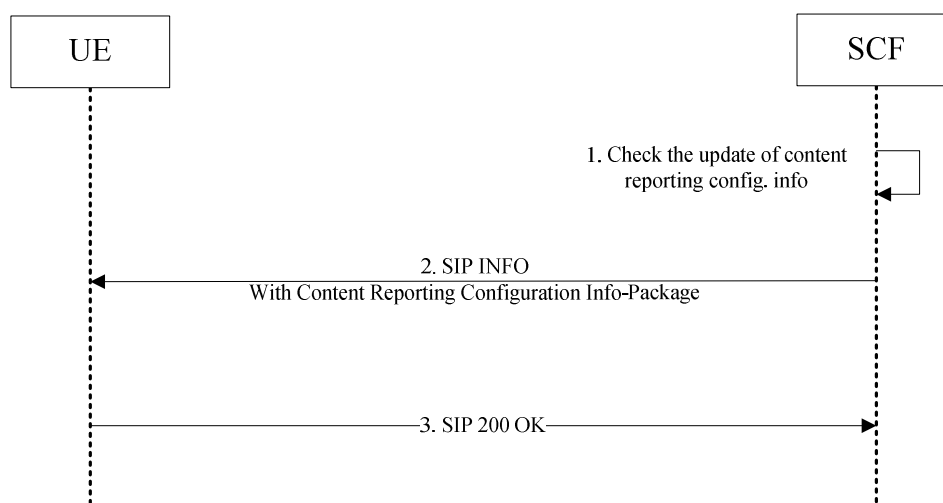 UE
SCF
1. Check the update of content
reporting config. info
2. SIP INFO
With Content Reporting Configuration Info-Package
3. SIP 200 OK